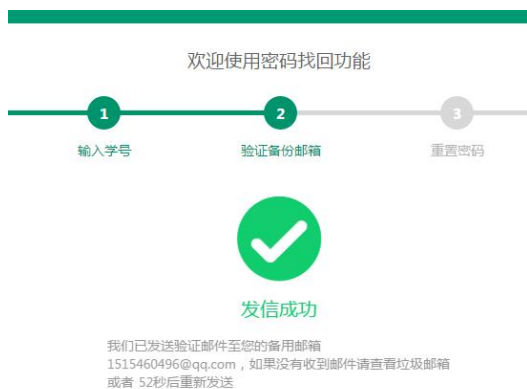 欢迎使用密码找回功能
1 2 3
输入学号 验证备份邮箱 重置密码
发信成功
我们已发送验证邮件至您的备用邮箱
1515460496@qq.com，如果没有收到邮件请查看垃圾邮箱
或者 52秒后重新发送